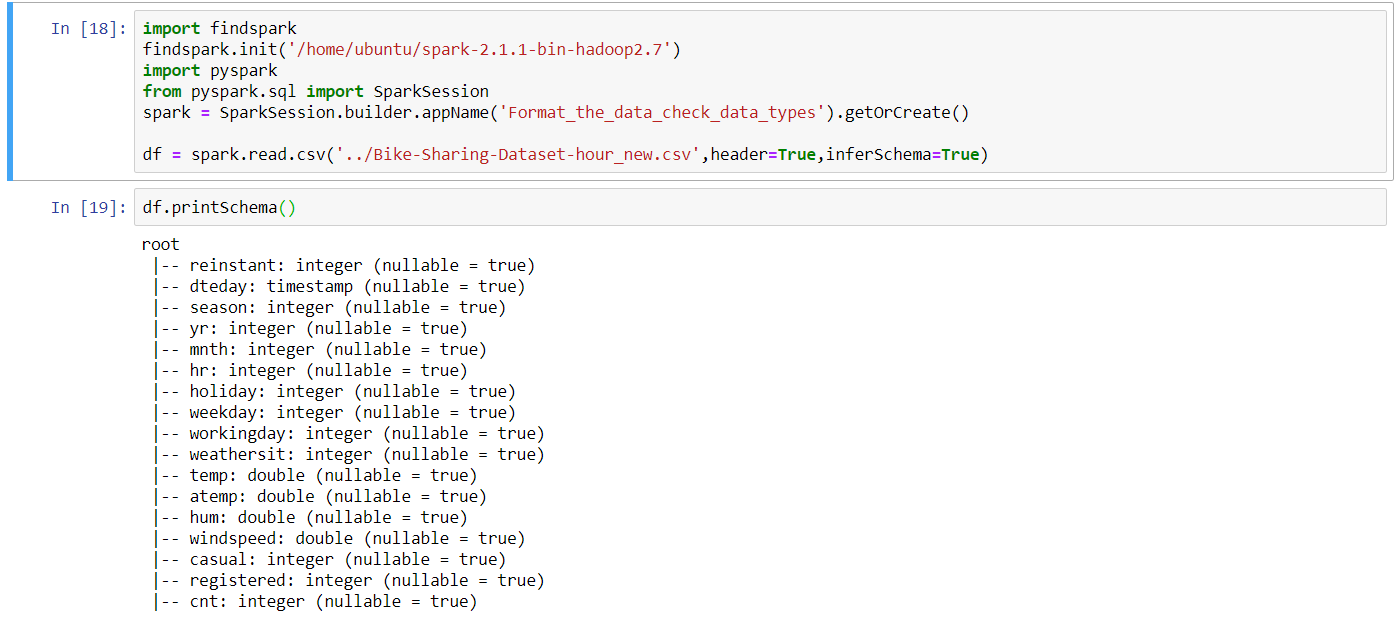 In [18]: import findspark
findspark.init('/home/ubuntu/spark-2.1.1-bin-hadoop2.7')
import pyspark
from pyspark.sql import SparkSession
spark = SparkSession.builder.appName('Format_the_data_check_data_types').getOrCreate()
df = spark.read.csv('../Bike-Sharing-Dataset-hour_new.csv',header=True,inferSchema=True)
In [19]: df.printSchema()
root
 |-- reinstant: integer (nullable = true)
 |-- dteday: timestamp (nullable = true)
 |-- season: integer (nullable = true)
 |-- yr: integer (nullable = true)
 |-- mnth: integer (nullable = true)
 |-- hr: integer (nullable = true)
 |-- holiday: integer (nullable = true)
 |-- weekday: integer (nullable = true)
 |-- workingday: integer (nullable = true)
 |-- weathersit: integer (nullable = true)
 |-- temp: double (nullable = true)
 |-- atemp: double (nullable = true)
 |-- hum: double (nullable = true)
 |-- windspeed: double (nullable = true)
 |-- casual: integer (nullable = true)
 |-- registered: integer (nullable = true)
 |-- cnt: integer (nullable = true)